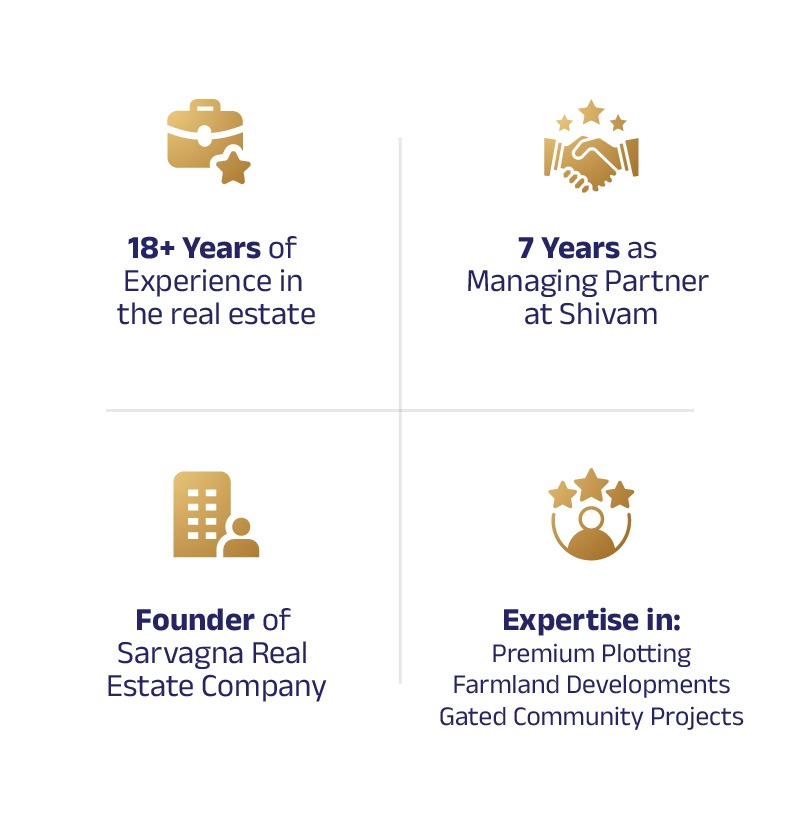 18+ Years of
Experience in
the real estate
7 Years as
Managing Partner
at Shivam
Founder of
Sarvagna Real
Estate Company
Expertise in:
Premium Plotting
Farmland Developments
Gated Community Projects